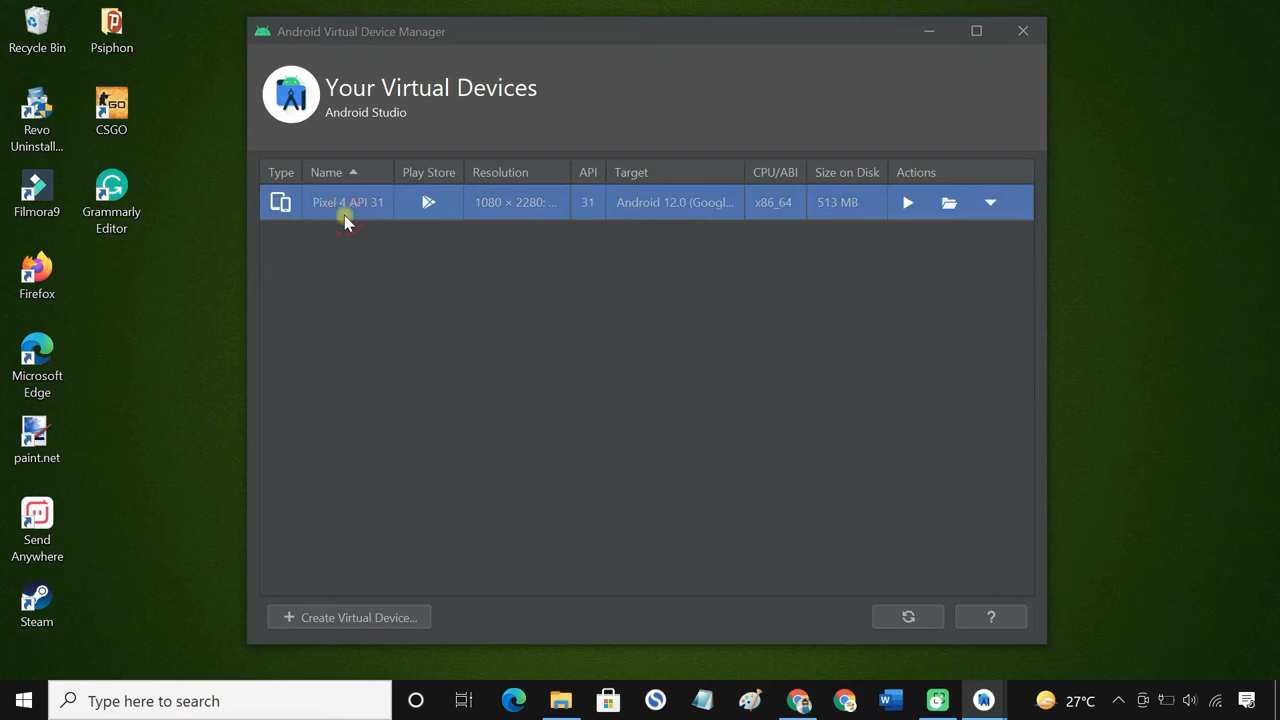 Recycle Bin
Psiphon
Revo
Uninstall...
CSGO
Filmora9
Grammarly
Editor
Firefox
Microsoft
Edge
paint.net
Send
Anywhere
Steam
Android Virtual Device Manager
Your Virtual Devices
Android Studio
Type Name Play Store Resolution API Target CPU/ABI Size on Disk Actions
Pixel 4 API 31 1080 × 2280: ... 31 Android 12.0 (Googl... x86_64 513 MB
+ Create Virtual Device...
?
Type here to search
27°C